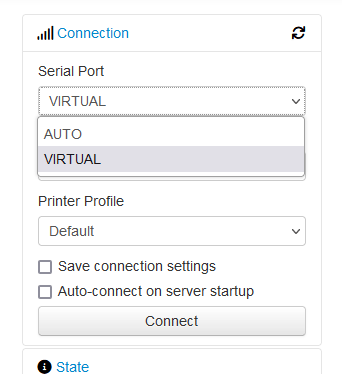 Connection
Serial Port
VIRTUAL
AUTO
VIRTUAL
Printer Profile
Default
Save connection settings
Auto-connect on server startup
Connect
State